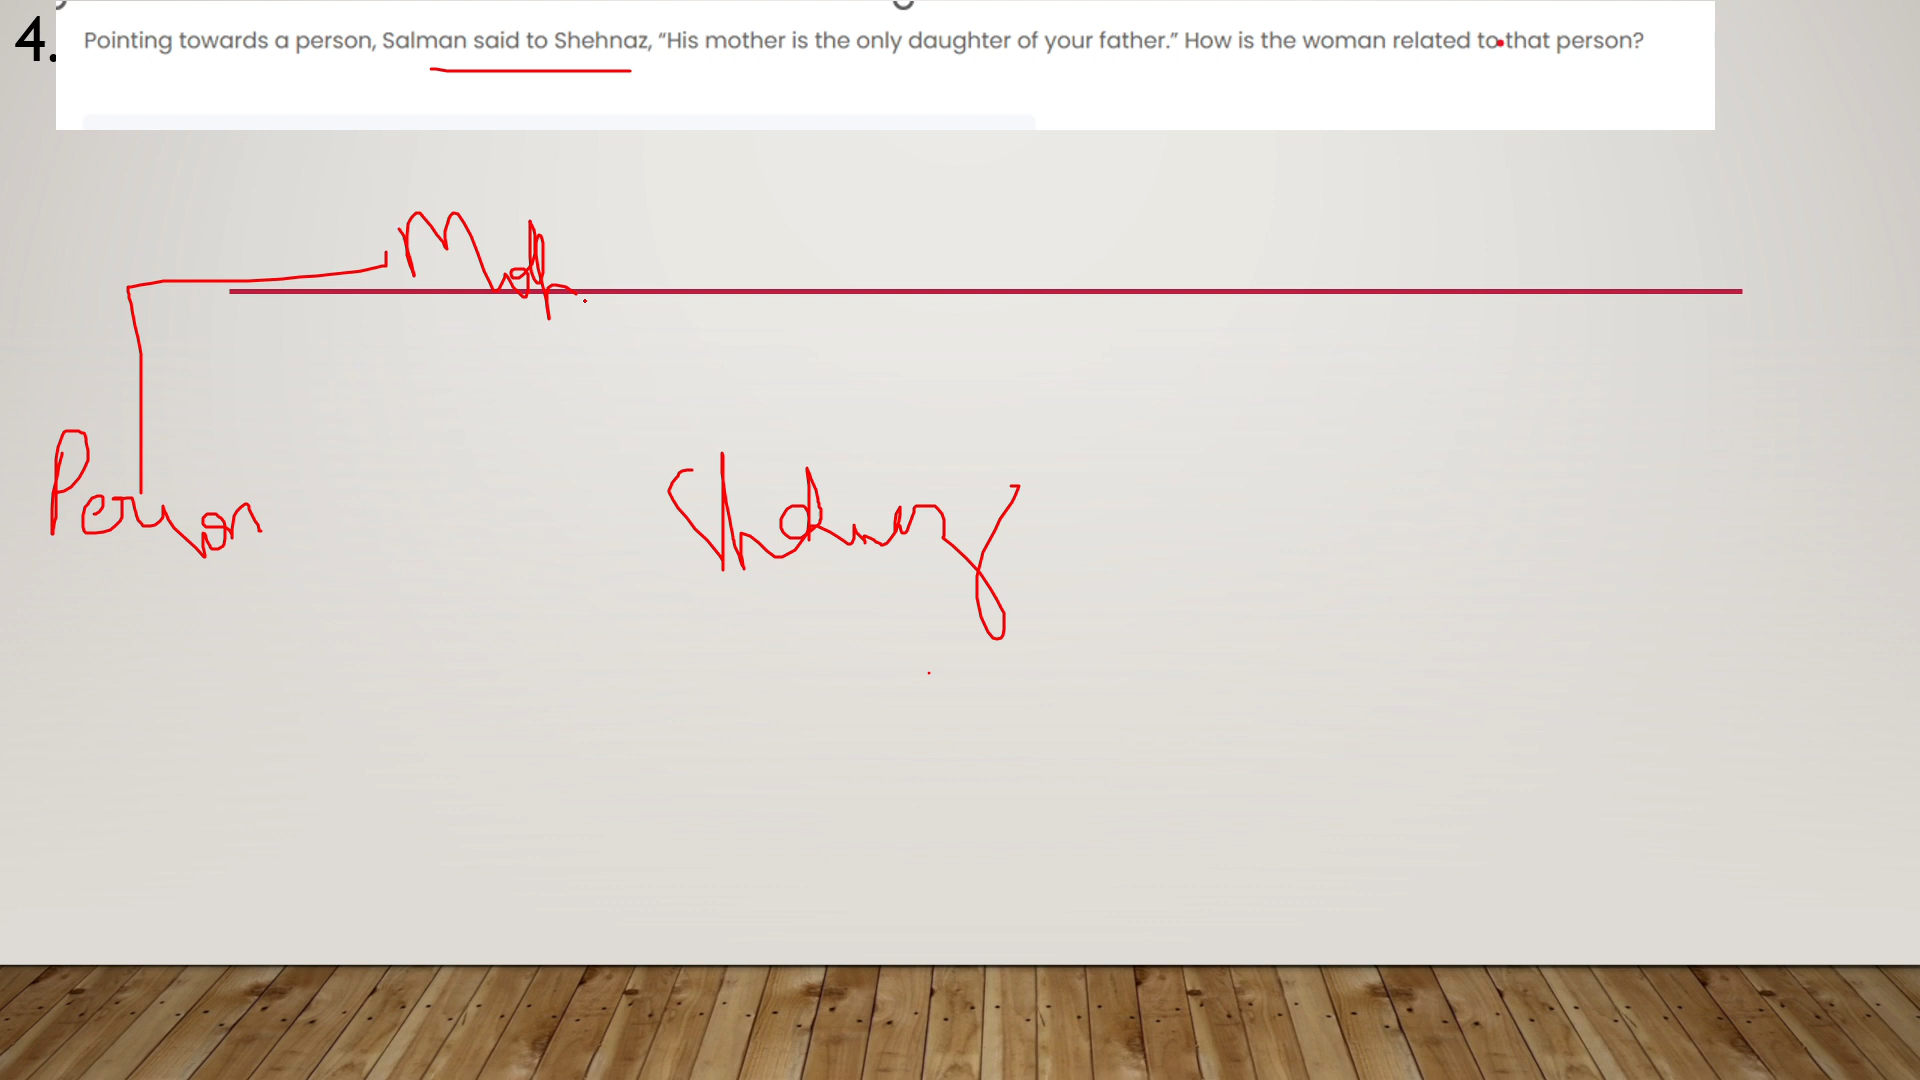 4. Pointing towards a person, Salman said to Shehnaz, “His mother is the only daughter of your father.” How is the woman related to that person?
Person